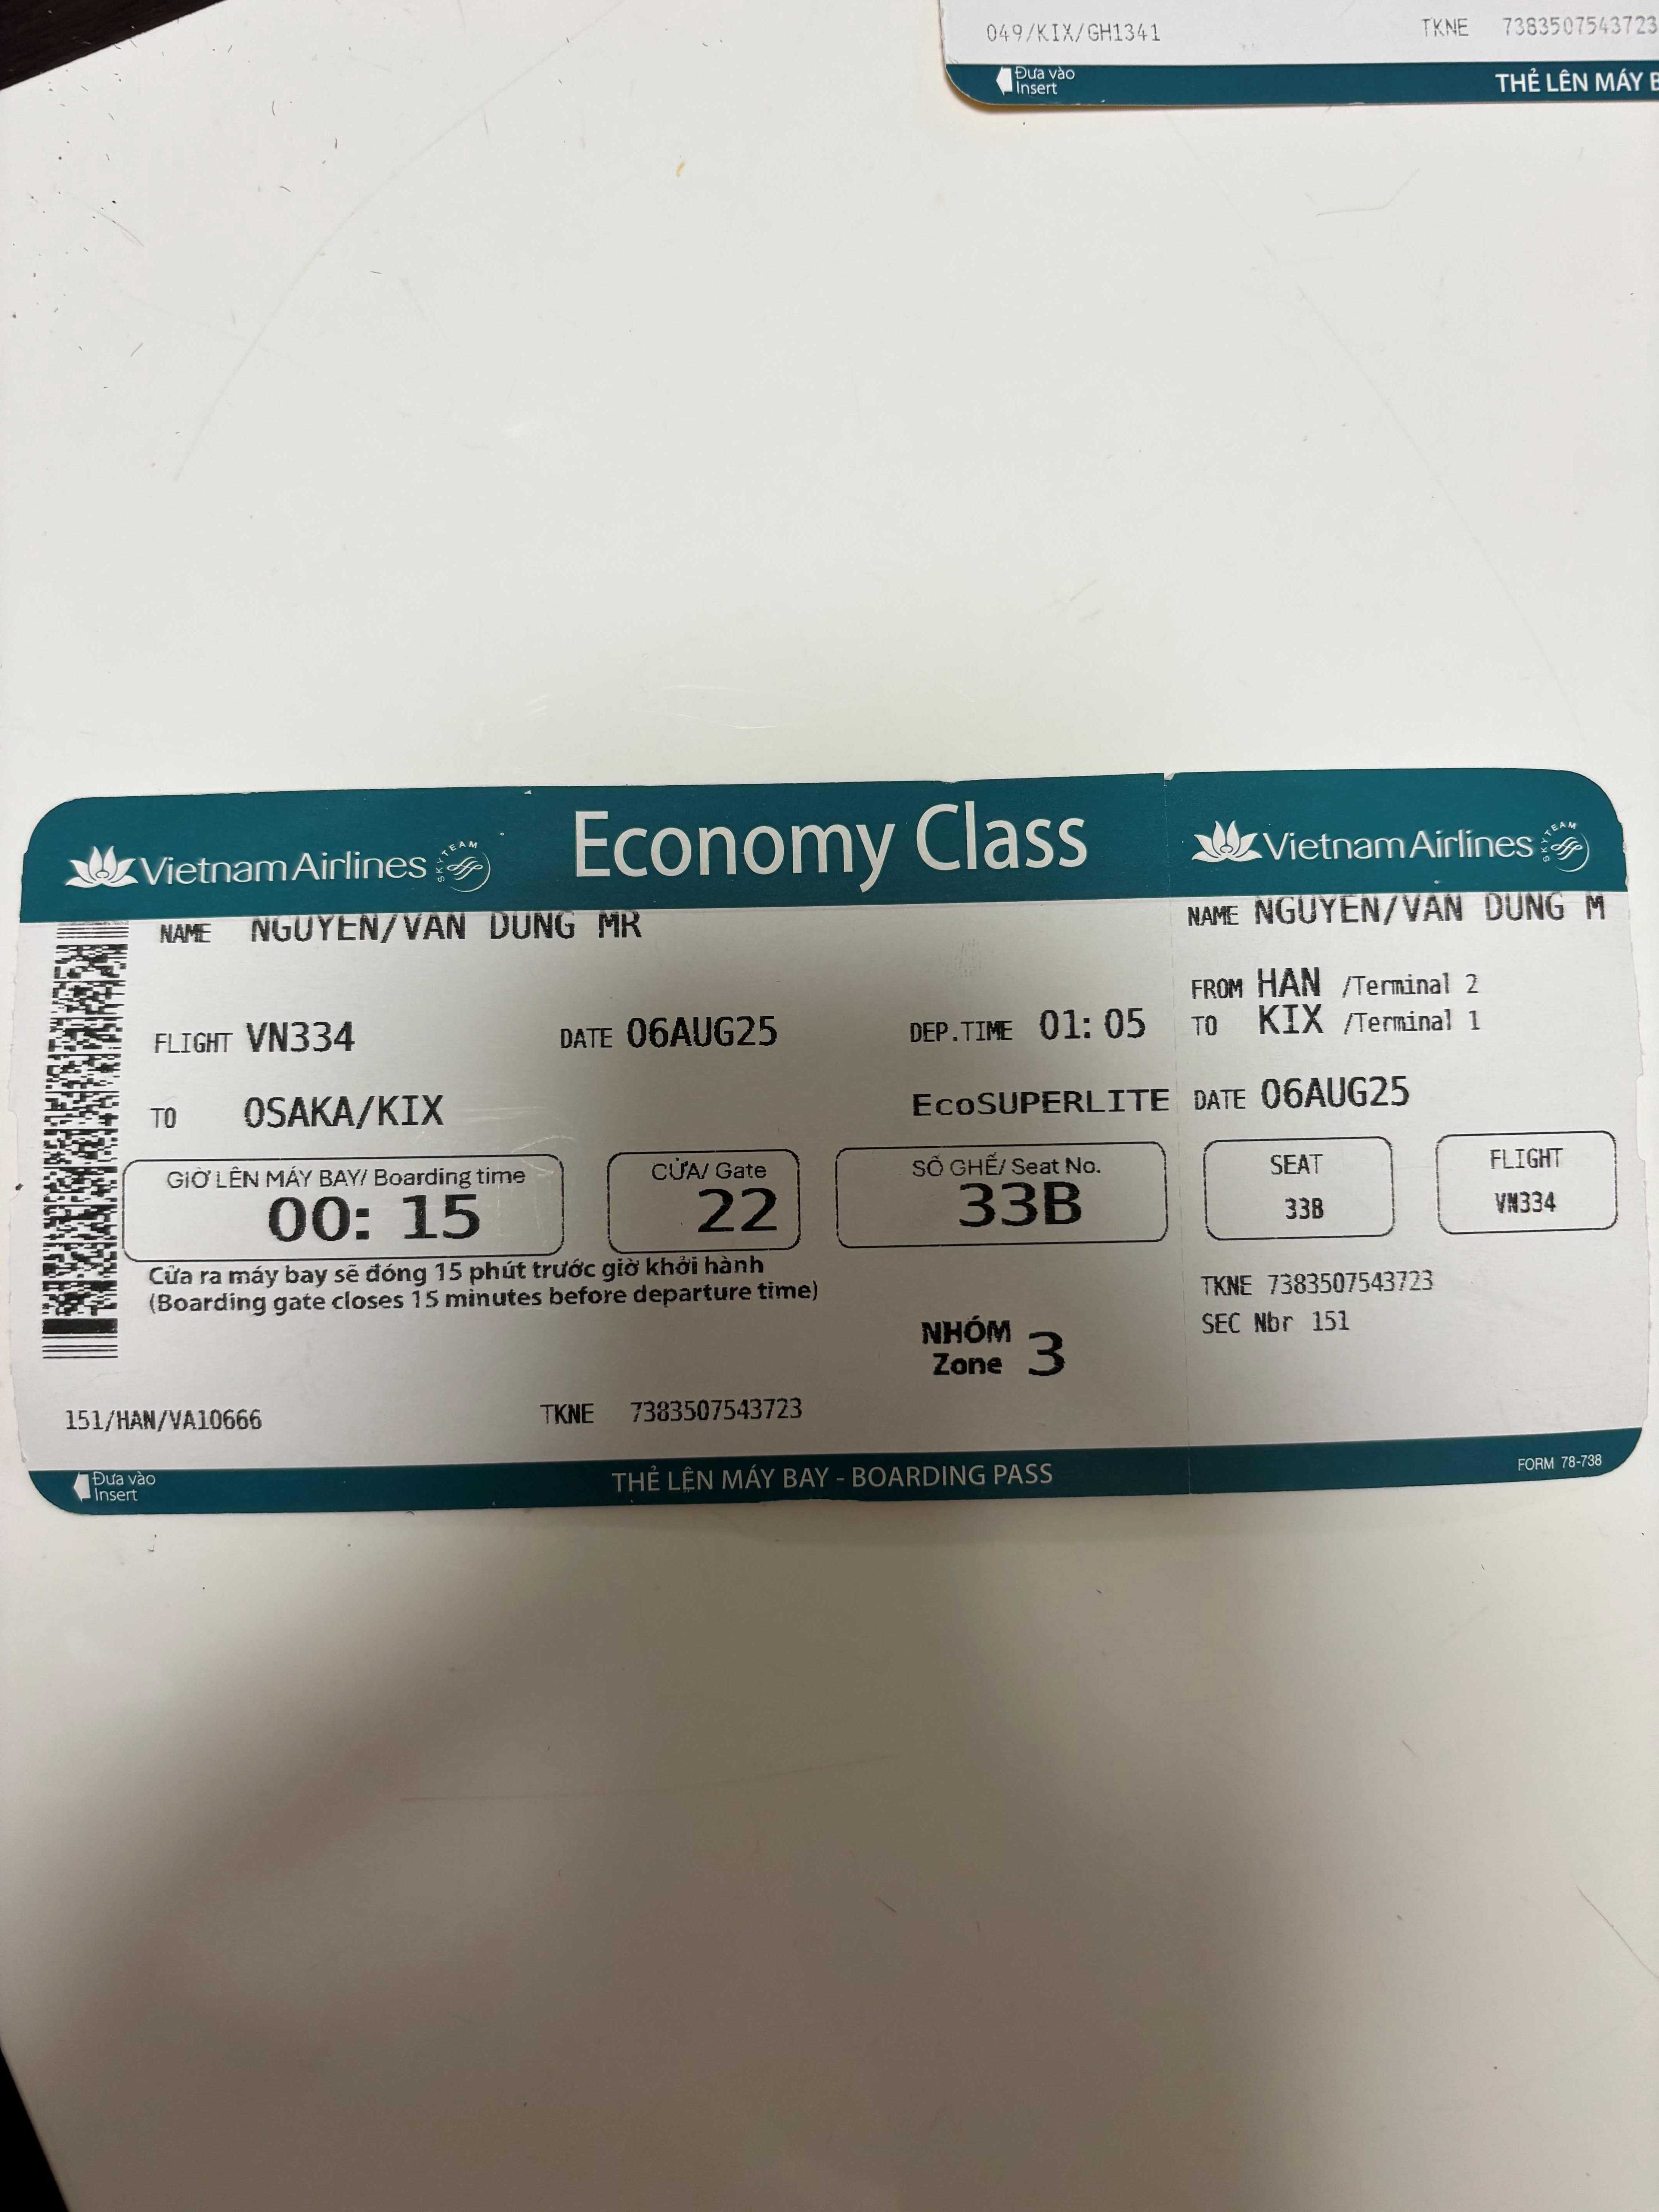 049/KIX/GH1341 TKNE 7383507543723
Đưa vào
Insert
THẺ LÊN MÁY B
VietnamAirlines SKYTEAM Economy Class VietnamAirlines SKYTEAM
NAME NGUYEN/VAN DUNG MR
FLIGHT VN334 DATE 06AUG25 DEP.TIME 01:05
TO OSAKA/KIX EcoSUPERLITE
GIỜ LÊN MÁY BAY/ Boarding time
00:15
CỬA/ Gate
22
SỐ GHẾ/ Seat No.
33B
Cửa ra máy bay sẽ đóng 15 phút trước giờ khởi hành
(Boarding gate closes 15 minutes before departure time)
NHÓM
Zone 3
151/HAN/VA10666 TKNE 7383507543723
Đưa vào
Insert
THẺ LÊN MÁY BAY - BOARDING PASS
NAME NGUYEN/VAN DUNG M
FROM HAN /Terminal 2
TO KIX /Terminal 1
DATE 06AUG25
SEAT
33B
FLIGHT
VN334
TKNE 7383507543723
SEC Nbr 151
FORM 78-738